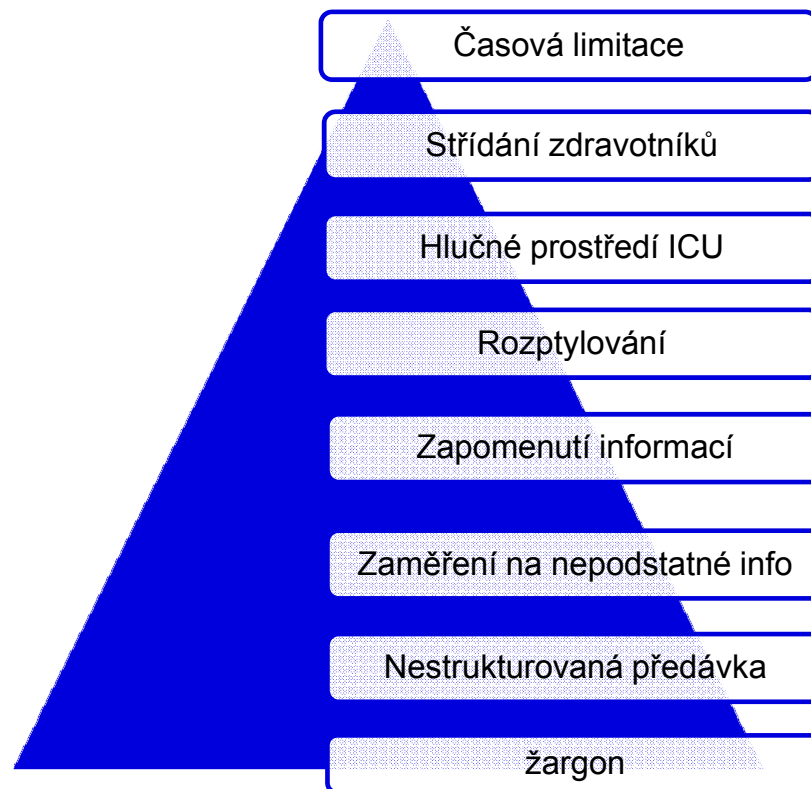 Časová limitace
Střídání zdravotníků
Hlučné prostředí ICU
Rozptylování
Zapomenutí informací
Zaměření na nepodstatné info
Nestrukturovaná předávka
žargon